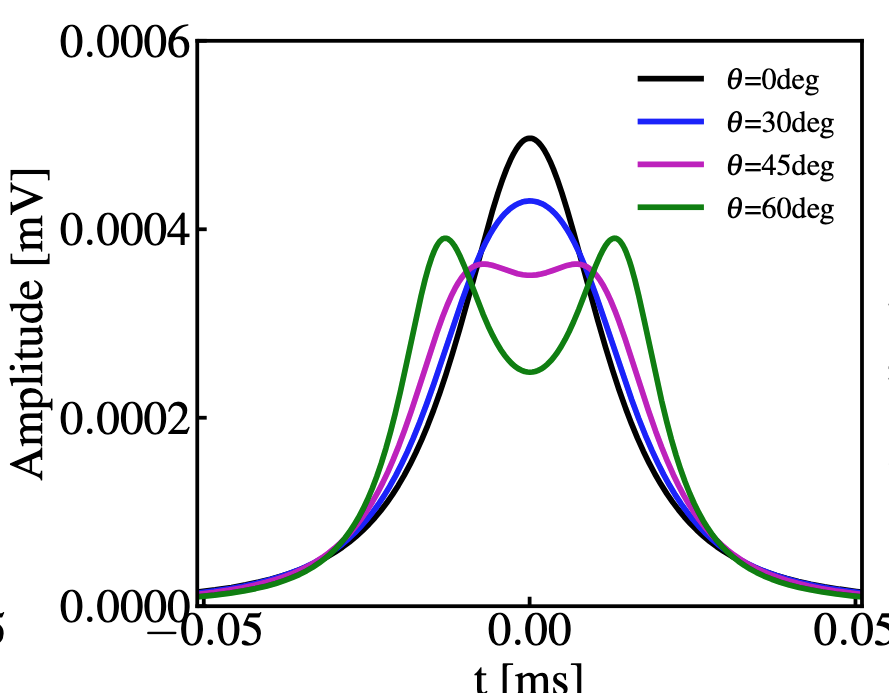 0.0006
0.0004
0.0002
0.0000
Amplitude [mV]
θ=0deg
θ=30deg
θ=45deg
θ=60deg
−0.05
0.00
0.05
t [ms]